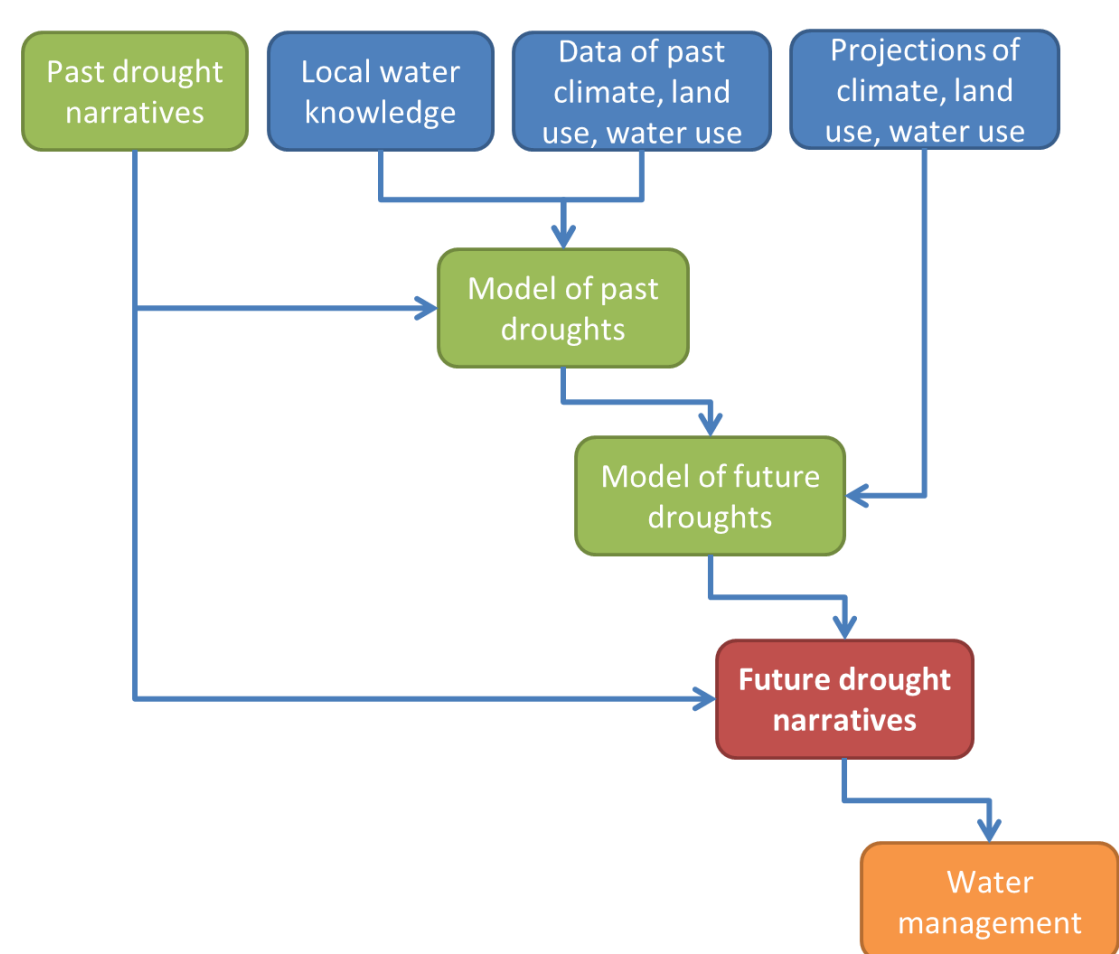 Past drought
narratives
Local water
knowledge
Data of past
climate, land
use, water use
Projections of
climate, land
use, water use
Model of past
droughts
Model of future
droughts
Future drought
narratives
Water
management